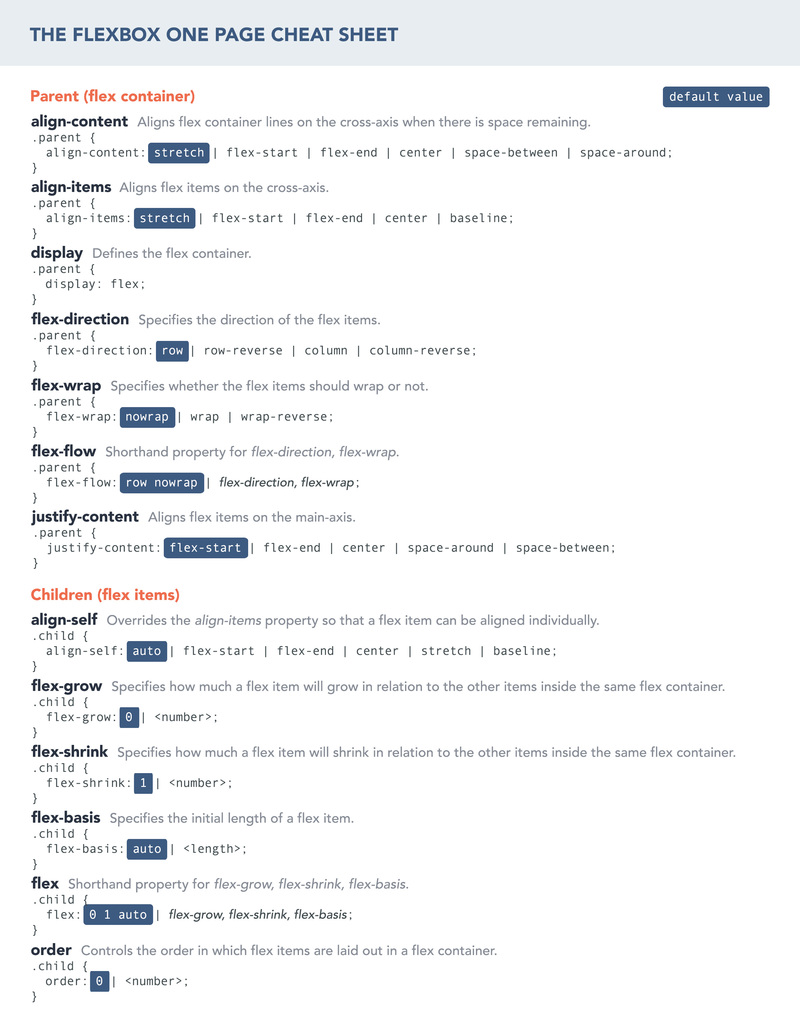 THE FLEXBOX ONE PAGE CHEAT SHEET
Parent (flex container)
default value
align-content Aligns flex container lines on the cross-axis when there is space remaining.
.parent {
align-content: stretch | flex-start | flex-end | center | space-between | space-around;
}
align-items Aligns flex items on the cross-axis.
.parent {
align-items: stretch | flex-start | flex-end | center | baseline;
}
display Defines the flex container.
.parent {
display: flex;
}
flex-direction Specifies the direction of the flex items.
.parent {
flex-direction: row | row-reverse | column | column-reverse;
}
flex-wrap Specifies whether the flex items should wrap or not.
.parent {
flex-wrap: nowrap | wrap | wrap-reverse;
}
flex-flow Shorthand property for flex-direction, flex-wrap.
.parent {
flex-flow: row nowrap | flex-direction, flex-wrap;
}
justify-content Aligns flex items on the main-axis.
.parent {
justify-content: flex-start | flex-end | center | space-around | space-between;
}
Children (flex items)
align-self Overrides the align-items property so that a flex item can be aligned individually.
.child {
align-self: auto | flex-start | flex-end | center | stretch | baseline;
}
flex-grow Specifies how much a flex item will grow in relation to the other items inside the same flex container.
.child {
flex-grow: 0 | <number>;
}
flex-shrink Specifies how much a flex item will shrink in relation to the other items inside the same flex container.
.child {
flex-shrink: 1 | <number>;
}
flex-basis Specifies the initial length of a flex item.
.child {
flex-basis: auto | <length>;
}
flex Shorthand property for flex-grow, flex-shrink, flex-basis.
.child {
flex: 0 1 auto | flex-grow, flex-shrink, flex-basis;
}
order Controls the order in which flex items are laid out in a flex container.
.child {
order: 0 | <number>;
}